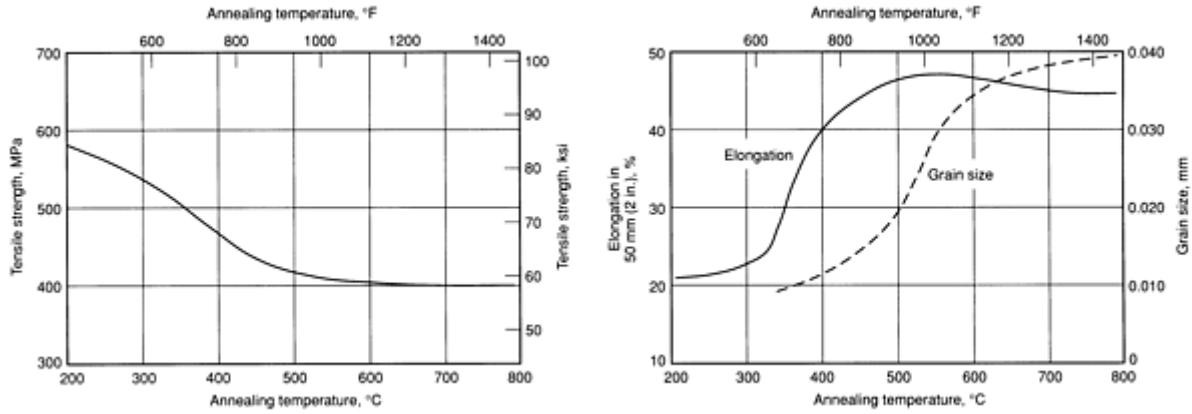 Annealing temperature, °F
600 800 1000 1200 1400
700
600
500
400
300
Tensile strength, MPa
100
90
80
70
60
50
Tensile strength, ksi
200 300 400 500 600 700 800
Annealing temperature, °C
Annealing temperature, °F
600 800 1000 1200 1400
50
40
30
20
10
Elongation in
50 mm (2 in.), %
Elongation
Grain size
0.040
0.030
0.020
0.010
0
Grain size, mm
200 300 400 500 600 700 800
Annealing temperature, °C